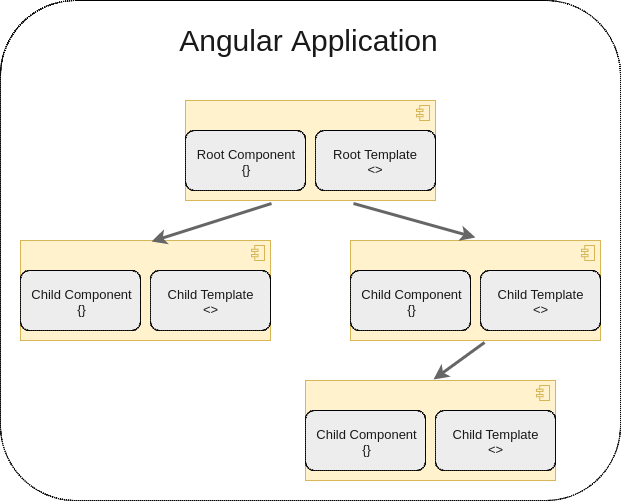 Angular Application
Root Component
{}
Root Template
<>
Child Component
{}
Child Template
<>
Child Component
{}
Child Template
<>
Child Component
{}
Child Template
<>